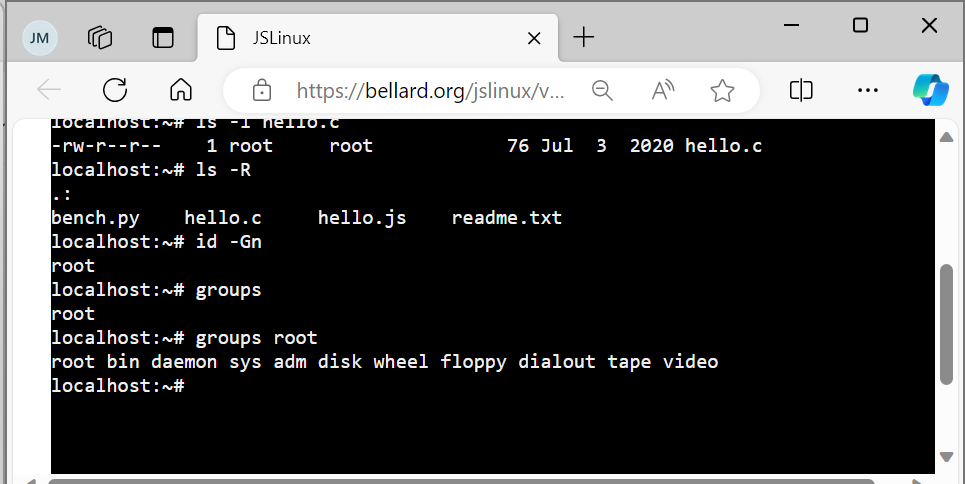 JM
JSLinux
https://bellard.org/jslinux/v...
A
localhost:~# ls -l hello.c
-rw-r--r-- 1 root root 76 Jul 3 2020 hello.c
localhost:~# ls -R
.:
bench.py hello.c hello.js readme.txt
localhost:~# id -Gn
root
localhost:~# groups
root
localhost:~# groups root
root bin daemon sys adm disk wheel floppy dialout tape video
localhost:~#